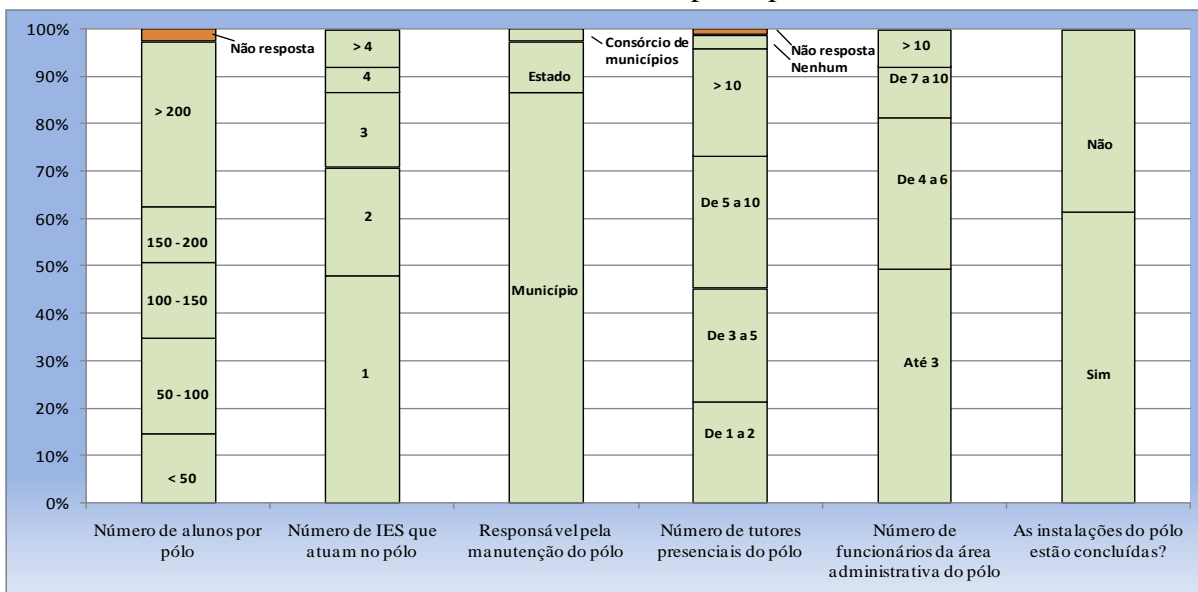 100%
90%
80%
70%
60%
50%
40%
30%
20%
10%
0%
Não resposta
> 200
150 - 200
100 - 150
50 - 100
< 50
> 4
4
3
2
1
Consórcio de
municípios
Estado
Município
Não resposta
Nenhum
> 10
De 5 a 10
De 3 a 5
De 1 a 2
> 10
De 7 a 10
De 4 a 6
Até 3
Não
Sim
Número de alunos por
pólo
Número de IES que
atuam no pólo
Responsável pela
manutenção do pólo
Número de tutores
presenciais do pólo
Número de
funcionários da área
administrativa do pólo
As instalações do pólo
estão concluídas?